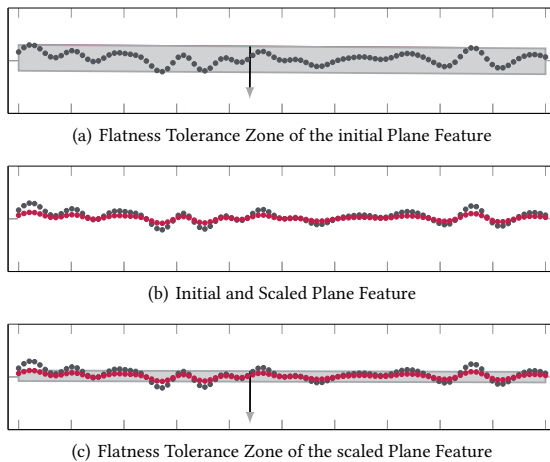 (a) Flatness Tolerance Zone of the initial Plane Feature
(b) Initial and Scaled Plane Feature
(c) Flatness Tolerance Zone of the scaled Plane Feature